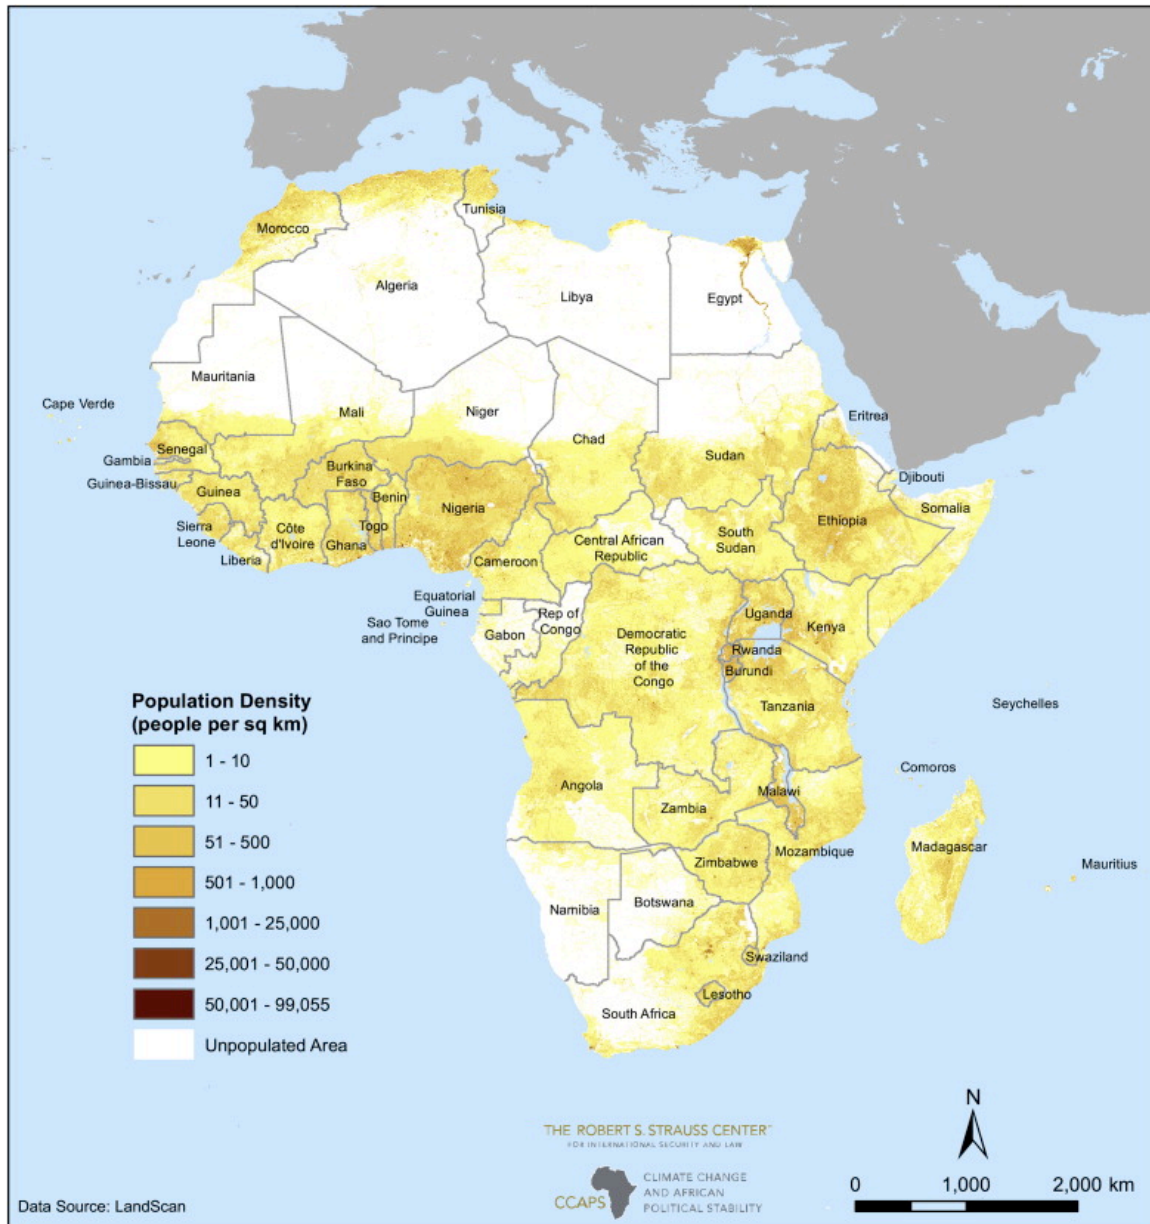 Tunisia
Morocco
Algeria
Libya
Egypt
Mauritania
Cape Verde
Mali
Niger
Chad
Eritrea
Senegal
Sudan
Gambia
Burkina
Faso
Djibouti
Guinea-Bissau
Guinea
Benin
Nigeria
Ethiopia
Somalia
Sierra
Leone
Côte
d'Ivoire
Togo
Ghana
Central African
Republic
South
Sudan
Liberia
Cameroon
Equatorial
Guinea
Sao Tome
and Principe
Rep of
Congo
Gabon
Uganda
Kenya
Democratic
Republic
of the
Congo
Rwanda
Burundi
Tanzania
Seychelles
Comoros
Angola
Malawi
Zambia
Mozambique
Madagascar
Mauritius
Zimbabwe
Namibia
Botswana
Swaziland
Lesotho
South Africa
Population Density
(people per sq km)
1 - 10
11 - 50
51 - 500
501 - 1,000
1,001 - 25,000
25,001 - 50,000
50,001 - 99,055
Unpopulated Area
N
THE ROBERT S. STRAUSS CENTER
FOR INTERNATIONAL SECURITY AND LAW
CCAPS
CLIMATE CHANGE
AND AFRICAN
POLITICAL STABILITY
0 1,000 2,000 km
Data Source: LandScan